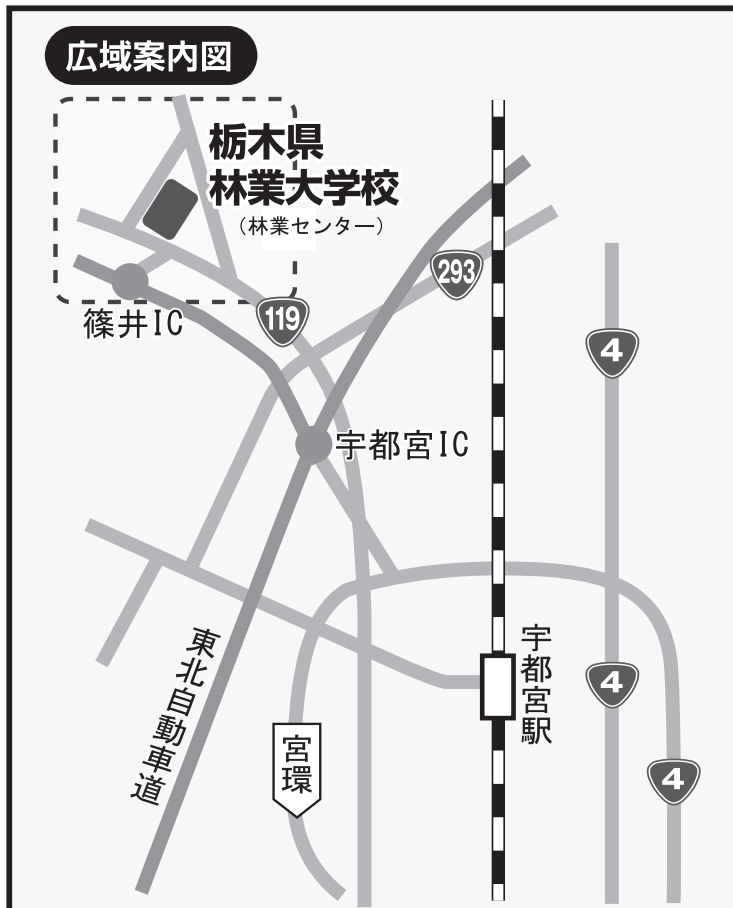 広域案内図
栃木県
林業大学校
（林業センター）
293
119
篠井IC
4
宇都宮IC
東北自動車道
宇都宮駅
4
宮環
4